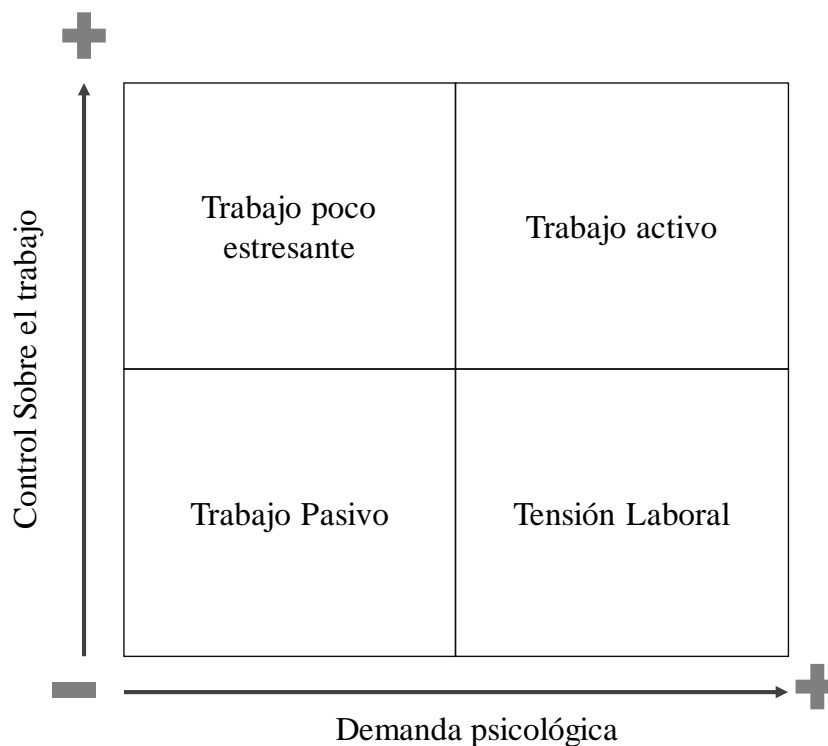 Control Sobre el trabajo
Trabajo poco
estresante
Trabajo activo
Trabajo Pasivo
Tensión Laboral
Demanda psicológica